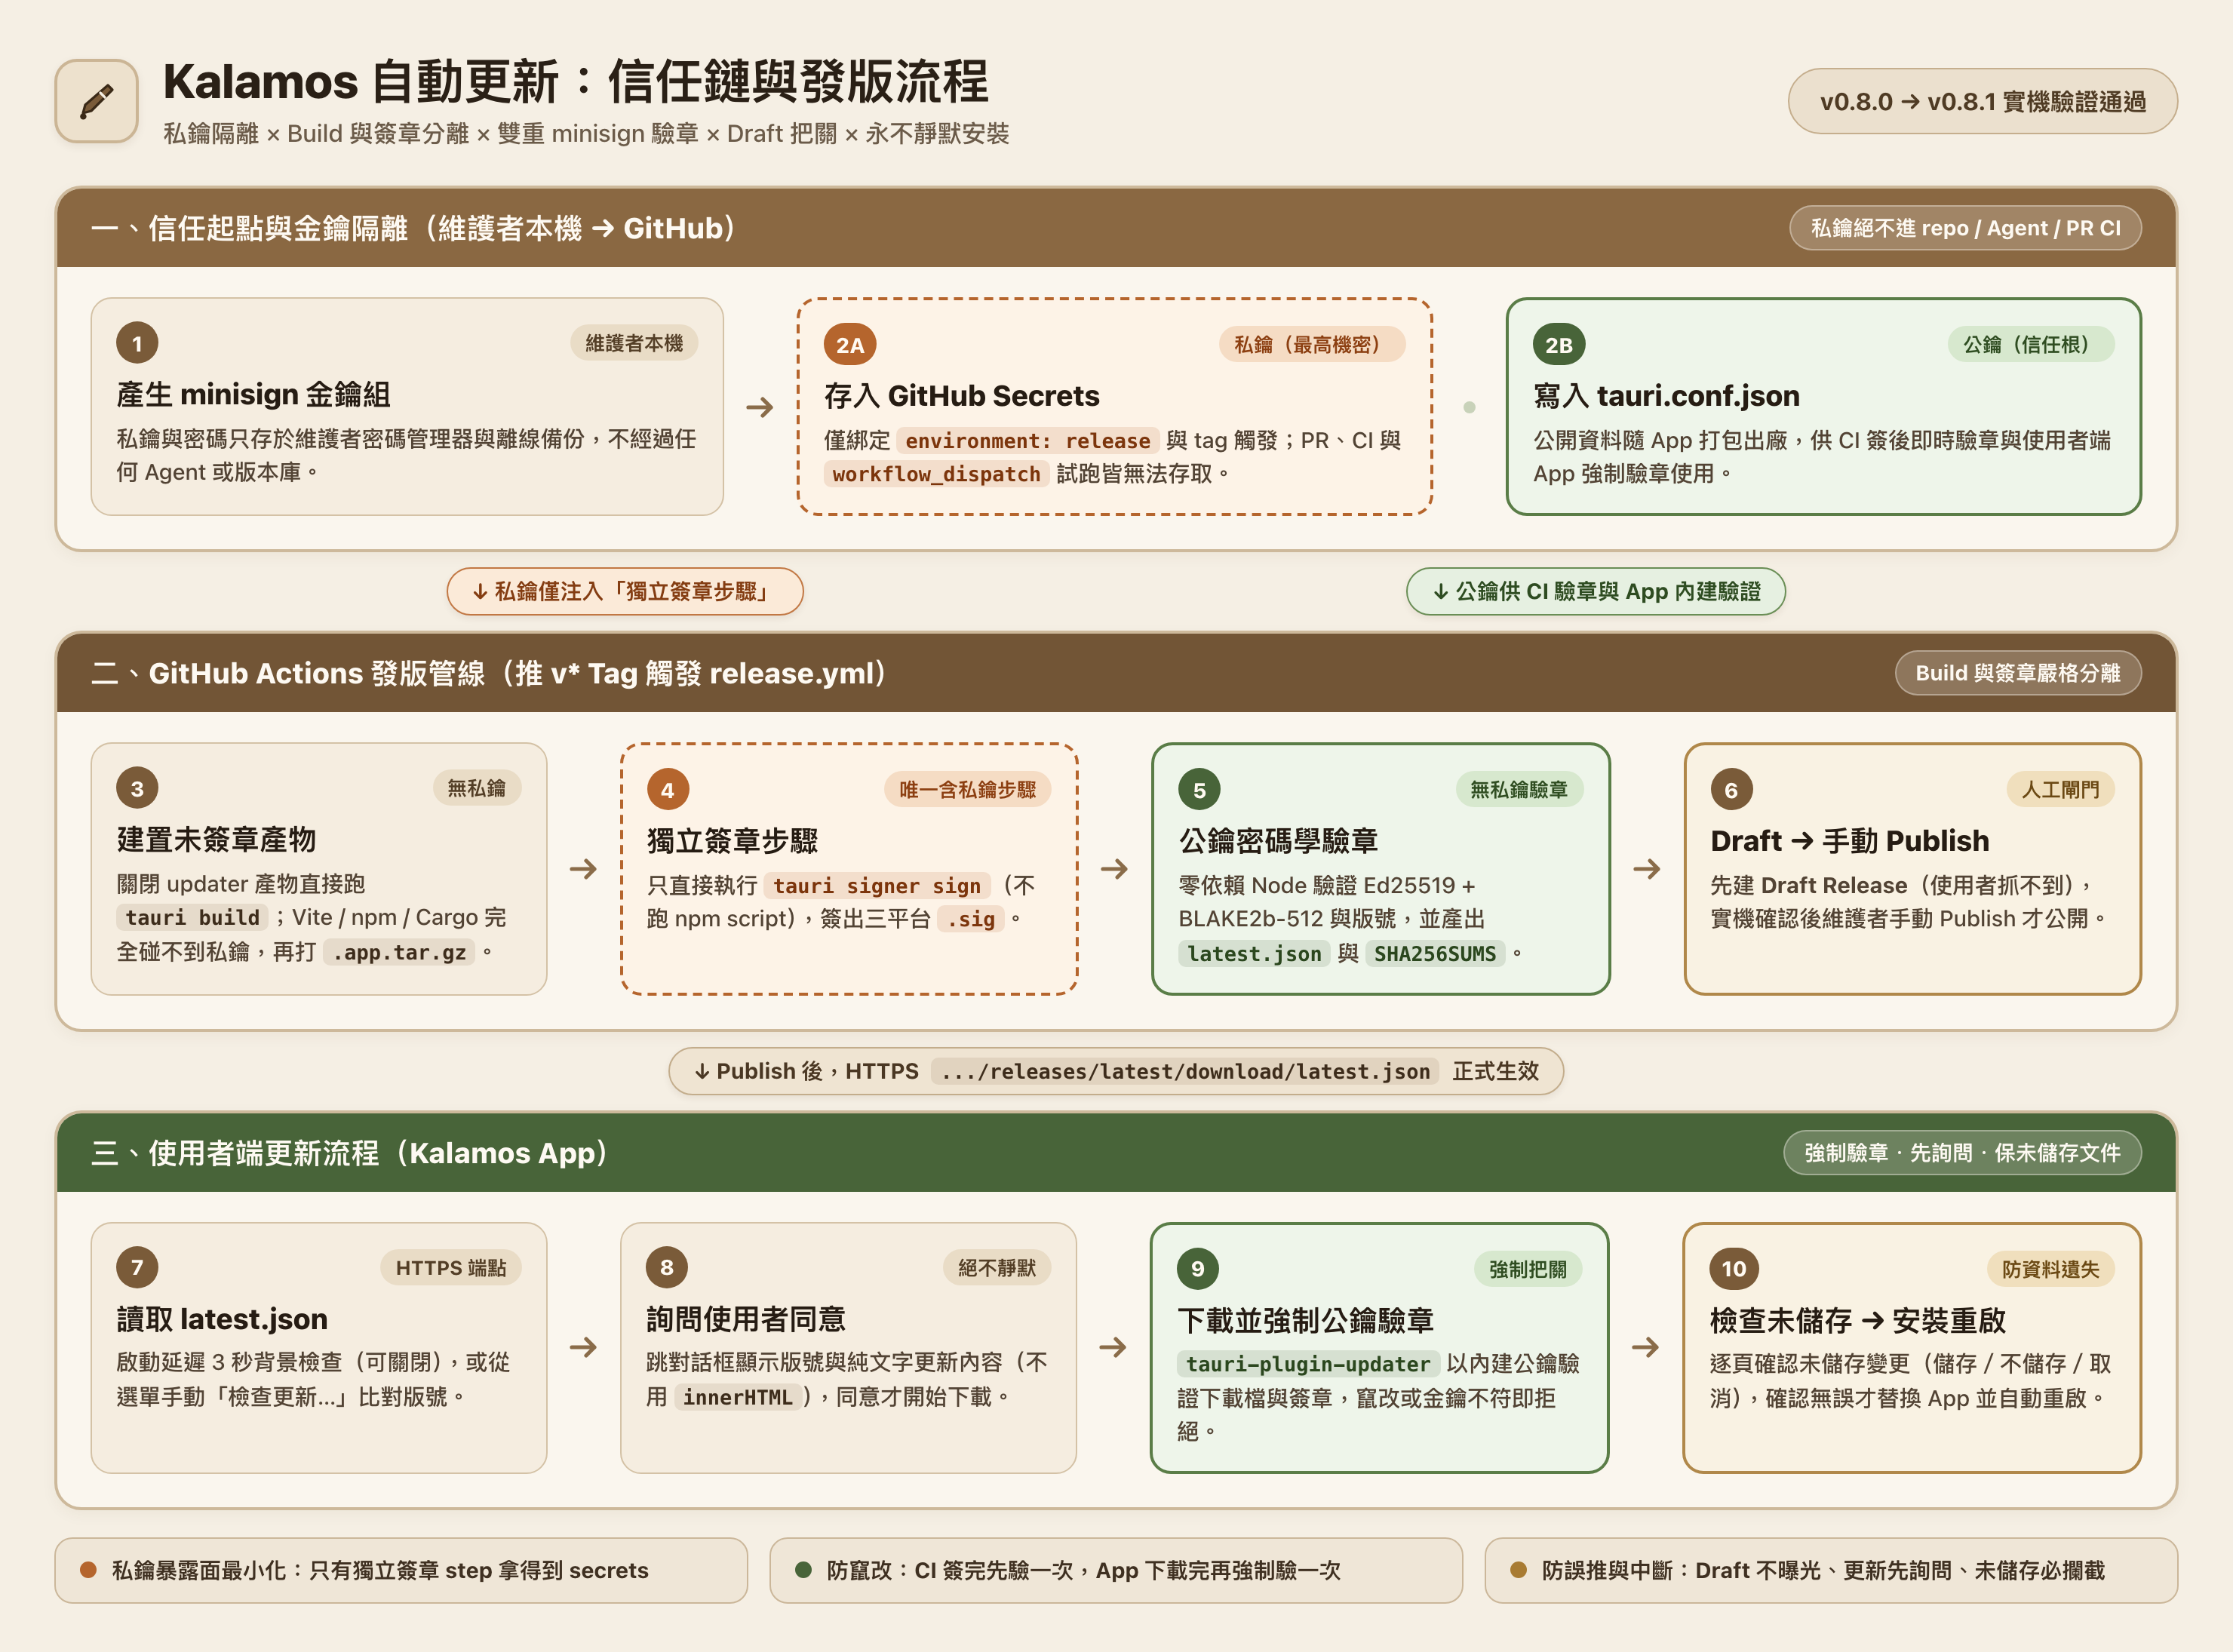 Kalamos 自動更新：信任鏈與發版流程
私鑰隔離 × Build 與簽章分離 × 雙重 minisign 驗章 × Draft 把關 × 永不靜默安裝
v0.8.0 → v0.8.1 實機驗證通過
一、信任起點與金鑰隔離（維護者本機 → GitHub）
私鑰絕不進 repo / Agent / PR CI
1
維護者本機
產生 minisign 金鑰組
私鑰與密碼只存於維護者密碼管理器與離線備份，不經過任
何 Agent 或版本庫。
→
2A
私鑰（最高機密）
存入 GitHub Secrets
僅綁定 environment: release 與 tag 觸發；PR、CI 與
workflow_dispatch 試跑皆無法存取。
2B
公鑰（信任根）
寫入 tauri.conf.json
公開資料隨 App 打包出廠，供 CI 簽後即時驗章與使用者端
App 強制驗章使用。
↓ 私鑰僅注入「獨立簽章步驟」
↓ 公鑰供 CI 驗章與 App 內建驗證
二、GitHub Actions 發版管線（推 v* Tag 觸發 release.yml）
Build 與簽章嚴格分離
3
無私鑰
建置未簽章產物
關閉 updater 產物直接跑
tauri build ；Vite / npm / Cargo 完
全碰不到私鑰，再打 .app.tar.gz 。
→
4
唯一含私鑰步驟
獨立簽章步驟
只直接執行 tauri signer sign（不
跑 npm script），簽出三平台 .sig 。
→
5
無私鑰驗章
公鑰密碼學驗章
零依賴 Node 驗證 Ed25519 +
BLAKE2b-512 與版號，並產出
latest.json 與 SHA256SUMS 。
→
6
人工閘門
Draft → 手動 Publish
先建 Draft Release（使用者抓不到），
實機確認後維護者手動 Publish 才公開。
↓ Publish 後，HTTPS .../releases/latest/download/latest.json 正式生效
三、使用者端更新流程（Kalamos App）
強制驗章 · 先詢問 · 保未儲存文件
7
HTTPS 端點
讀取 latest.json
啟動延遲 3 秒背景檢查（可關閉），或從
選單手動「檢查更新…」比對版號。
→
8
絕不靜默
詢問使用者同意
跳對話框顯示版號與純文字更新內容（不
用 innerHTML），同意才開始下載。
→
9
強制把關
下載並強制公鑰驗章
tauri-plugin-updater 以內建公鑰驗
證下載檔與簽章，竄改或金鑰不符即拒
絕。
→
10
防資料遺失
檢查未儲存 → 安裝重啟
逐頁確認未儲存變更（儲存 / 不儲存 / 取
消），確認無誤才替換 App 並自動重啟。
私鑰暴露面最小化：只有獨立簽章 step 拿得到 secrets
防竄改：CI 簽完先驗一次，App 下載完再強制驗一次
防誤推與中斷：Draft 不曝光、更新先詢問、未儲存必攔截